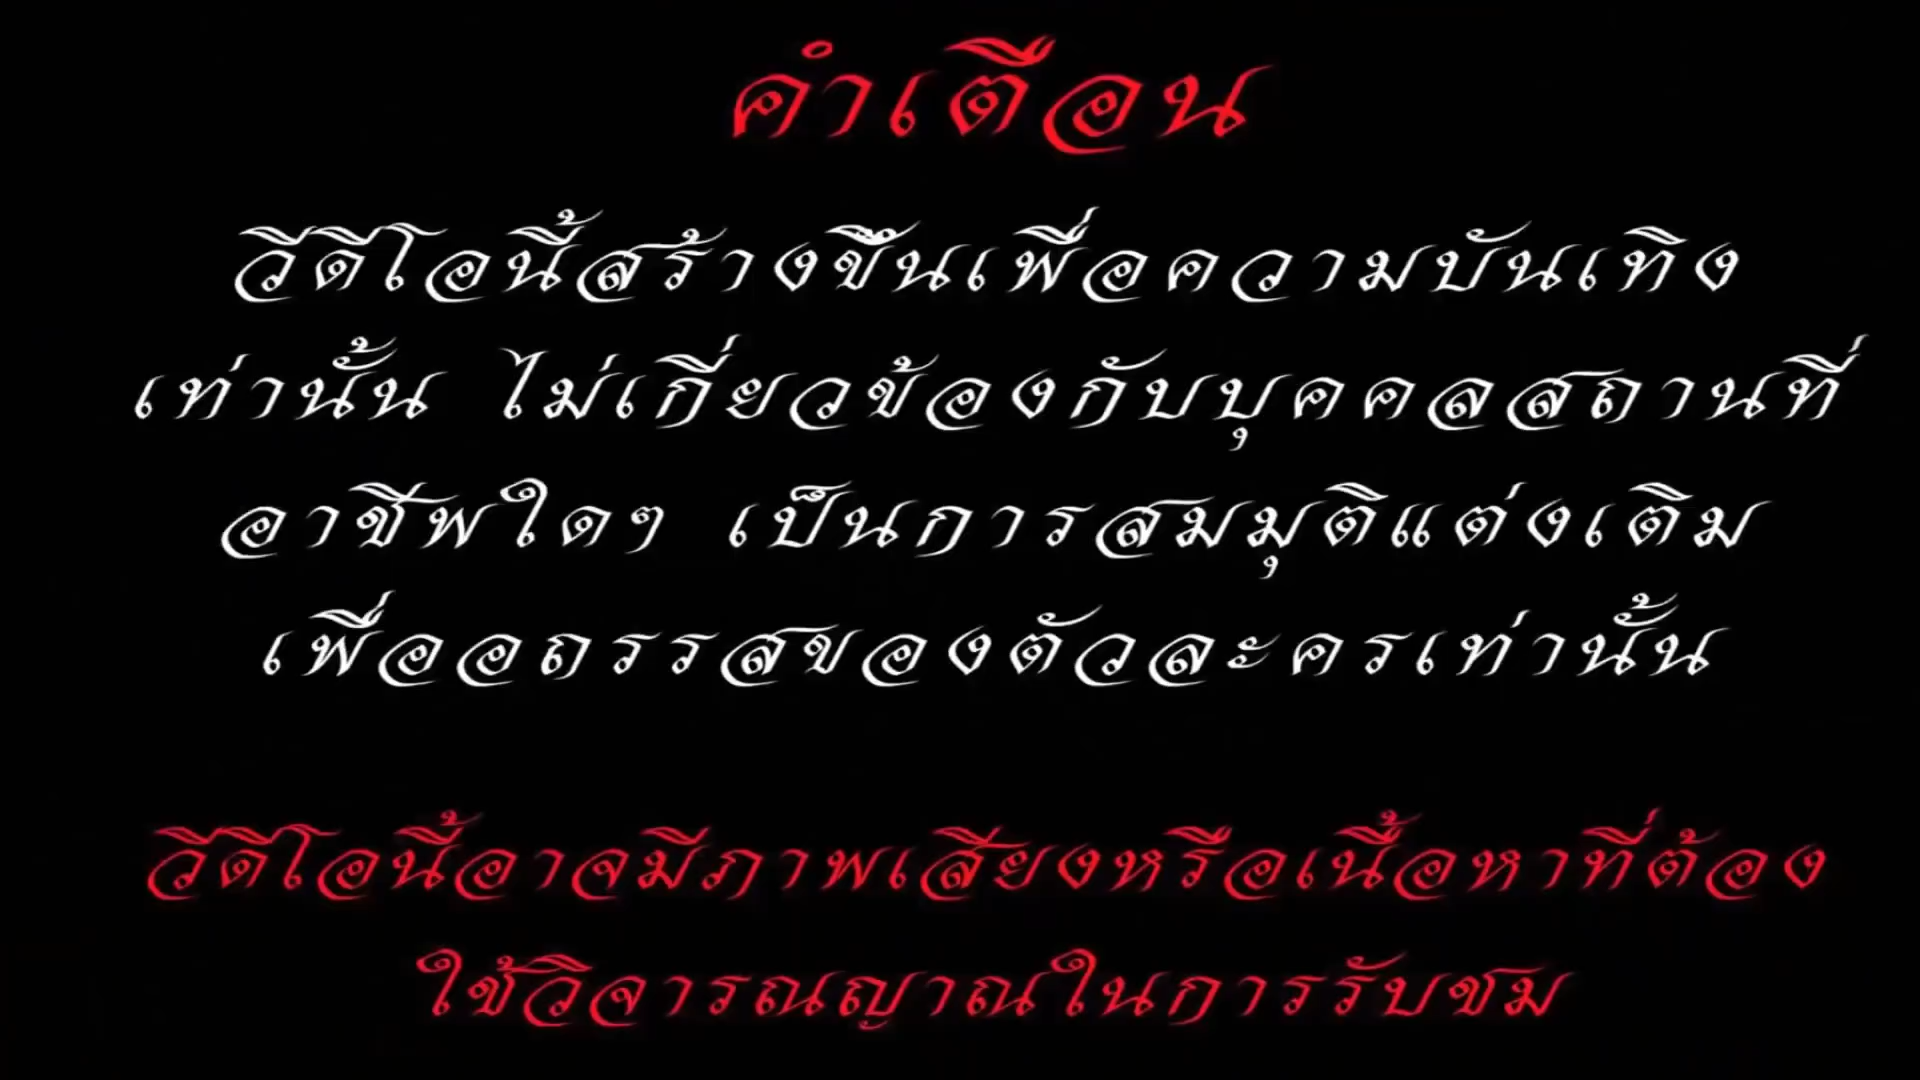 คำเตือน
วีดีโอนี้สร้างขึ้นเพื่อความบันเทิง
เท่านั้น ไม่เกี่ยวข้องกับบุคคลสถานที่
อาชีพใดๆ เป็นการสมมุติแต่งเติม
เพื่ออถรรสของตัวละครเท่านั้น
วีดีโอนี้อาจมีภาพเสียงหรือเนื้อหาที่ต้อง
ใช้วิจารณญาณในการรับชม